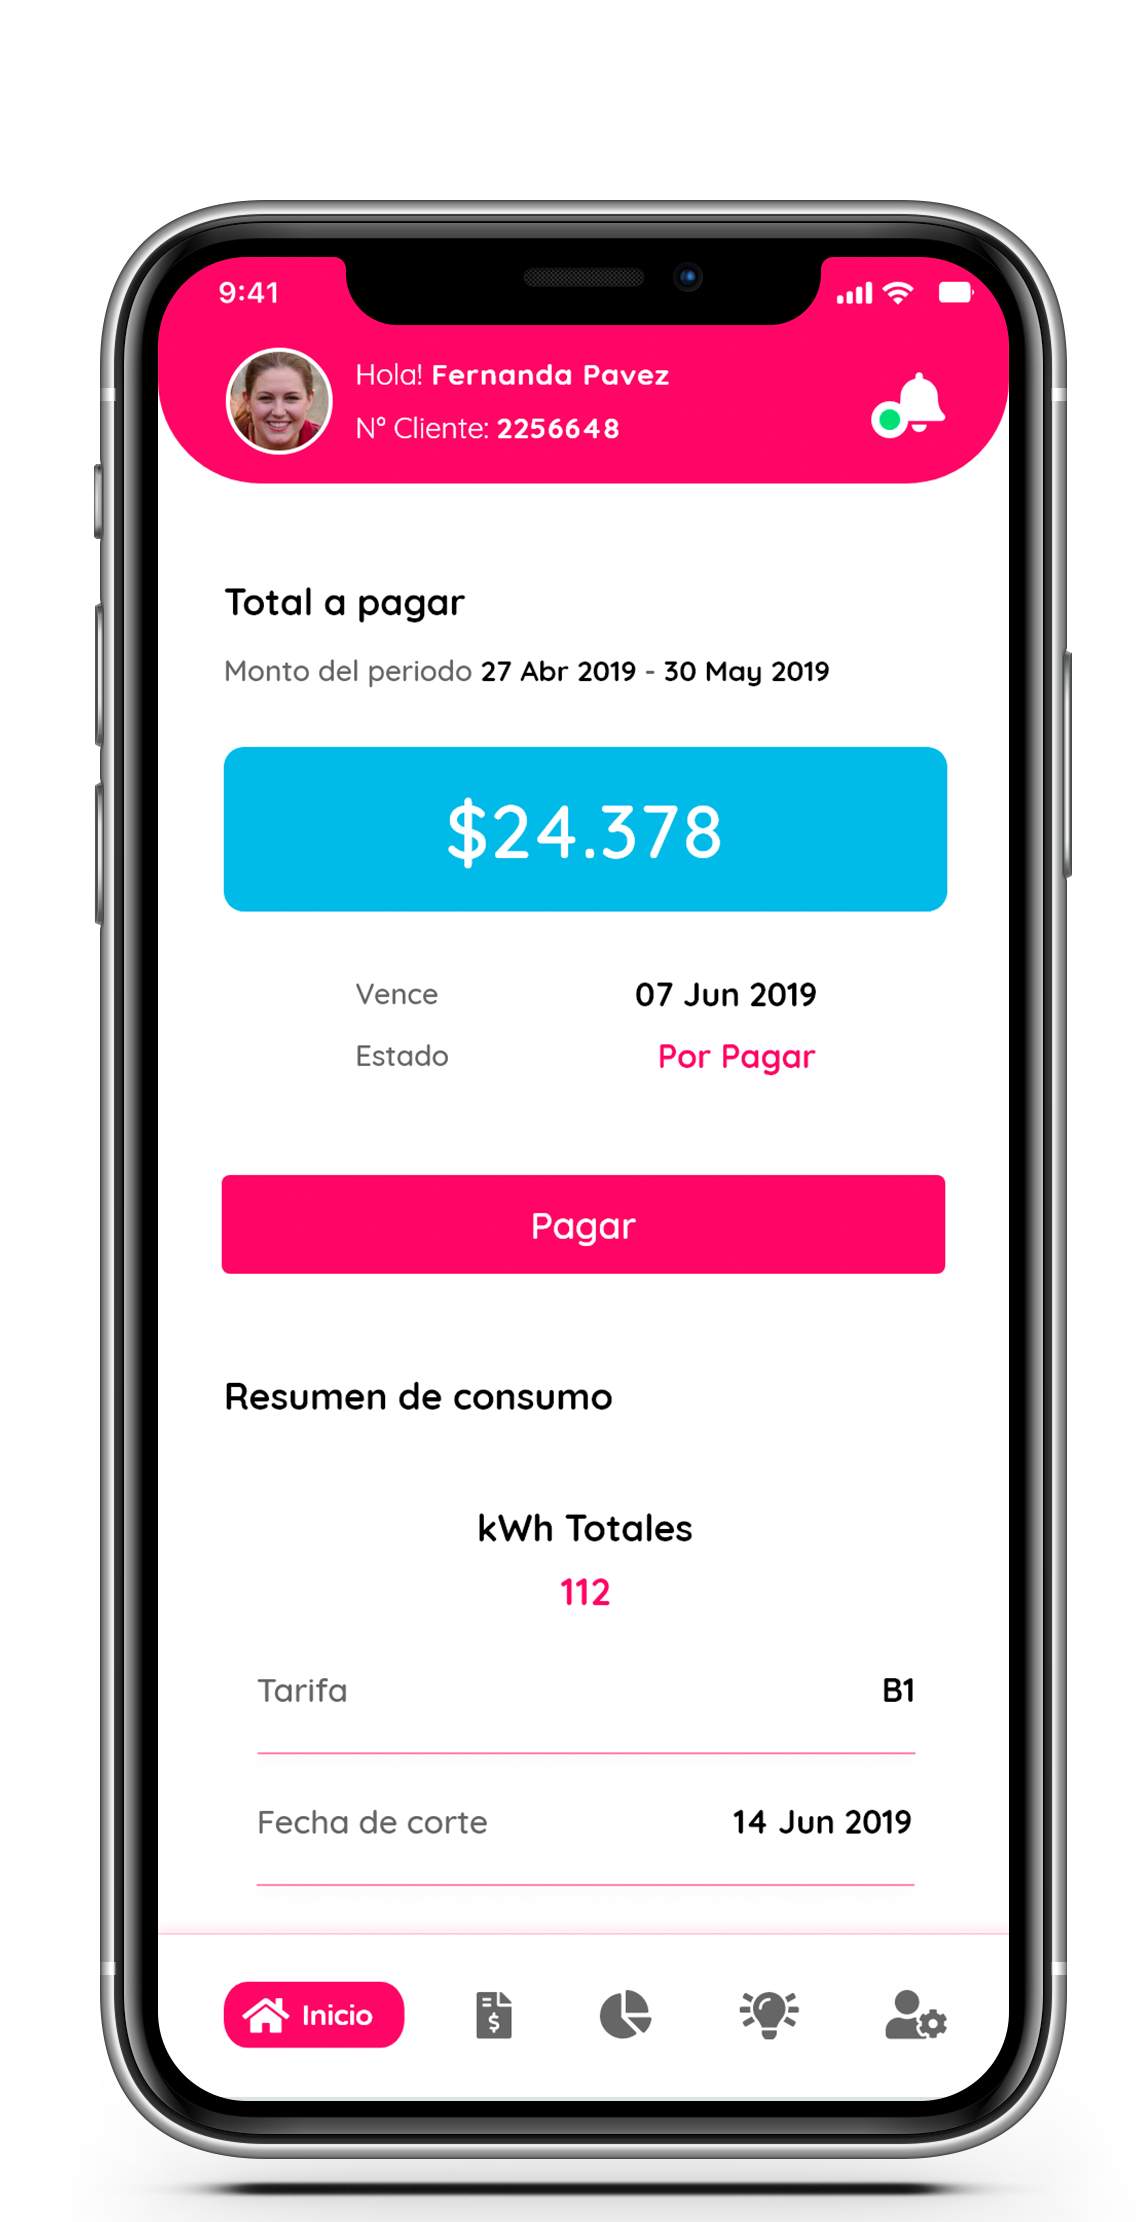 9:41
Hola! Fernanda Pavez
N° Cliente: 2256648
Total a pagar
Monto del periodo 27 Abr 2019 - 30 May 2019
$24.378
Vence 07 Jun 2019
Estado Por Pagar
Pagar
Resumen de consumo
kWh Totales
112
Tarifa B1
Fecha de corte 14 Jun 2019
$
Inicio